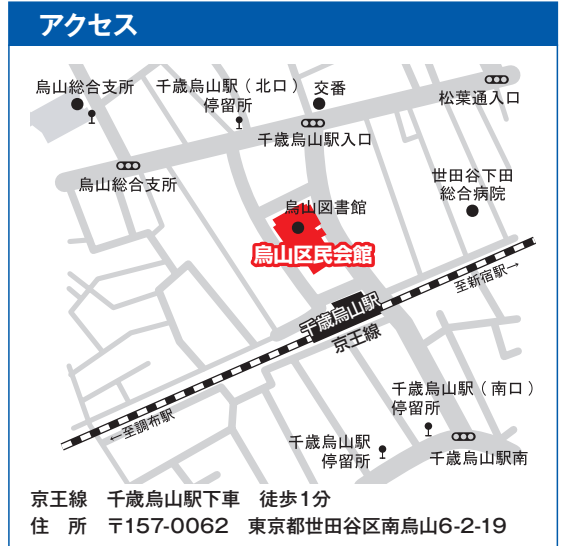 アクセス
烏山総合支所
千歳烏山駅（北口）
停留所
交番
松葉通入口
千歳烏山駅入口
烏山総合支所
世田谷下田
総合病院
烏山図書館
烏山区民会館
至新宿駅→
千歳烏山駅
京王線
←至調布駅
千歳烏山駅（南口）
停留所
千歳烏山駅
停留所
千歳烏山駅南
京王線　千歳烏山駅下車　徒歩1分
住　所　〒157-0062　東京都世田谷区南烏山6-2-19